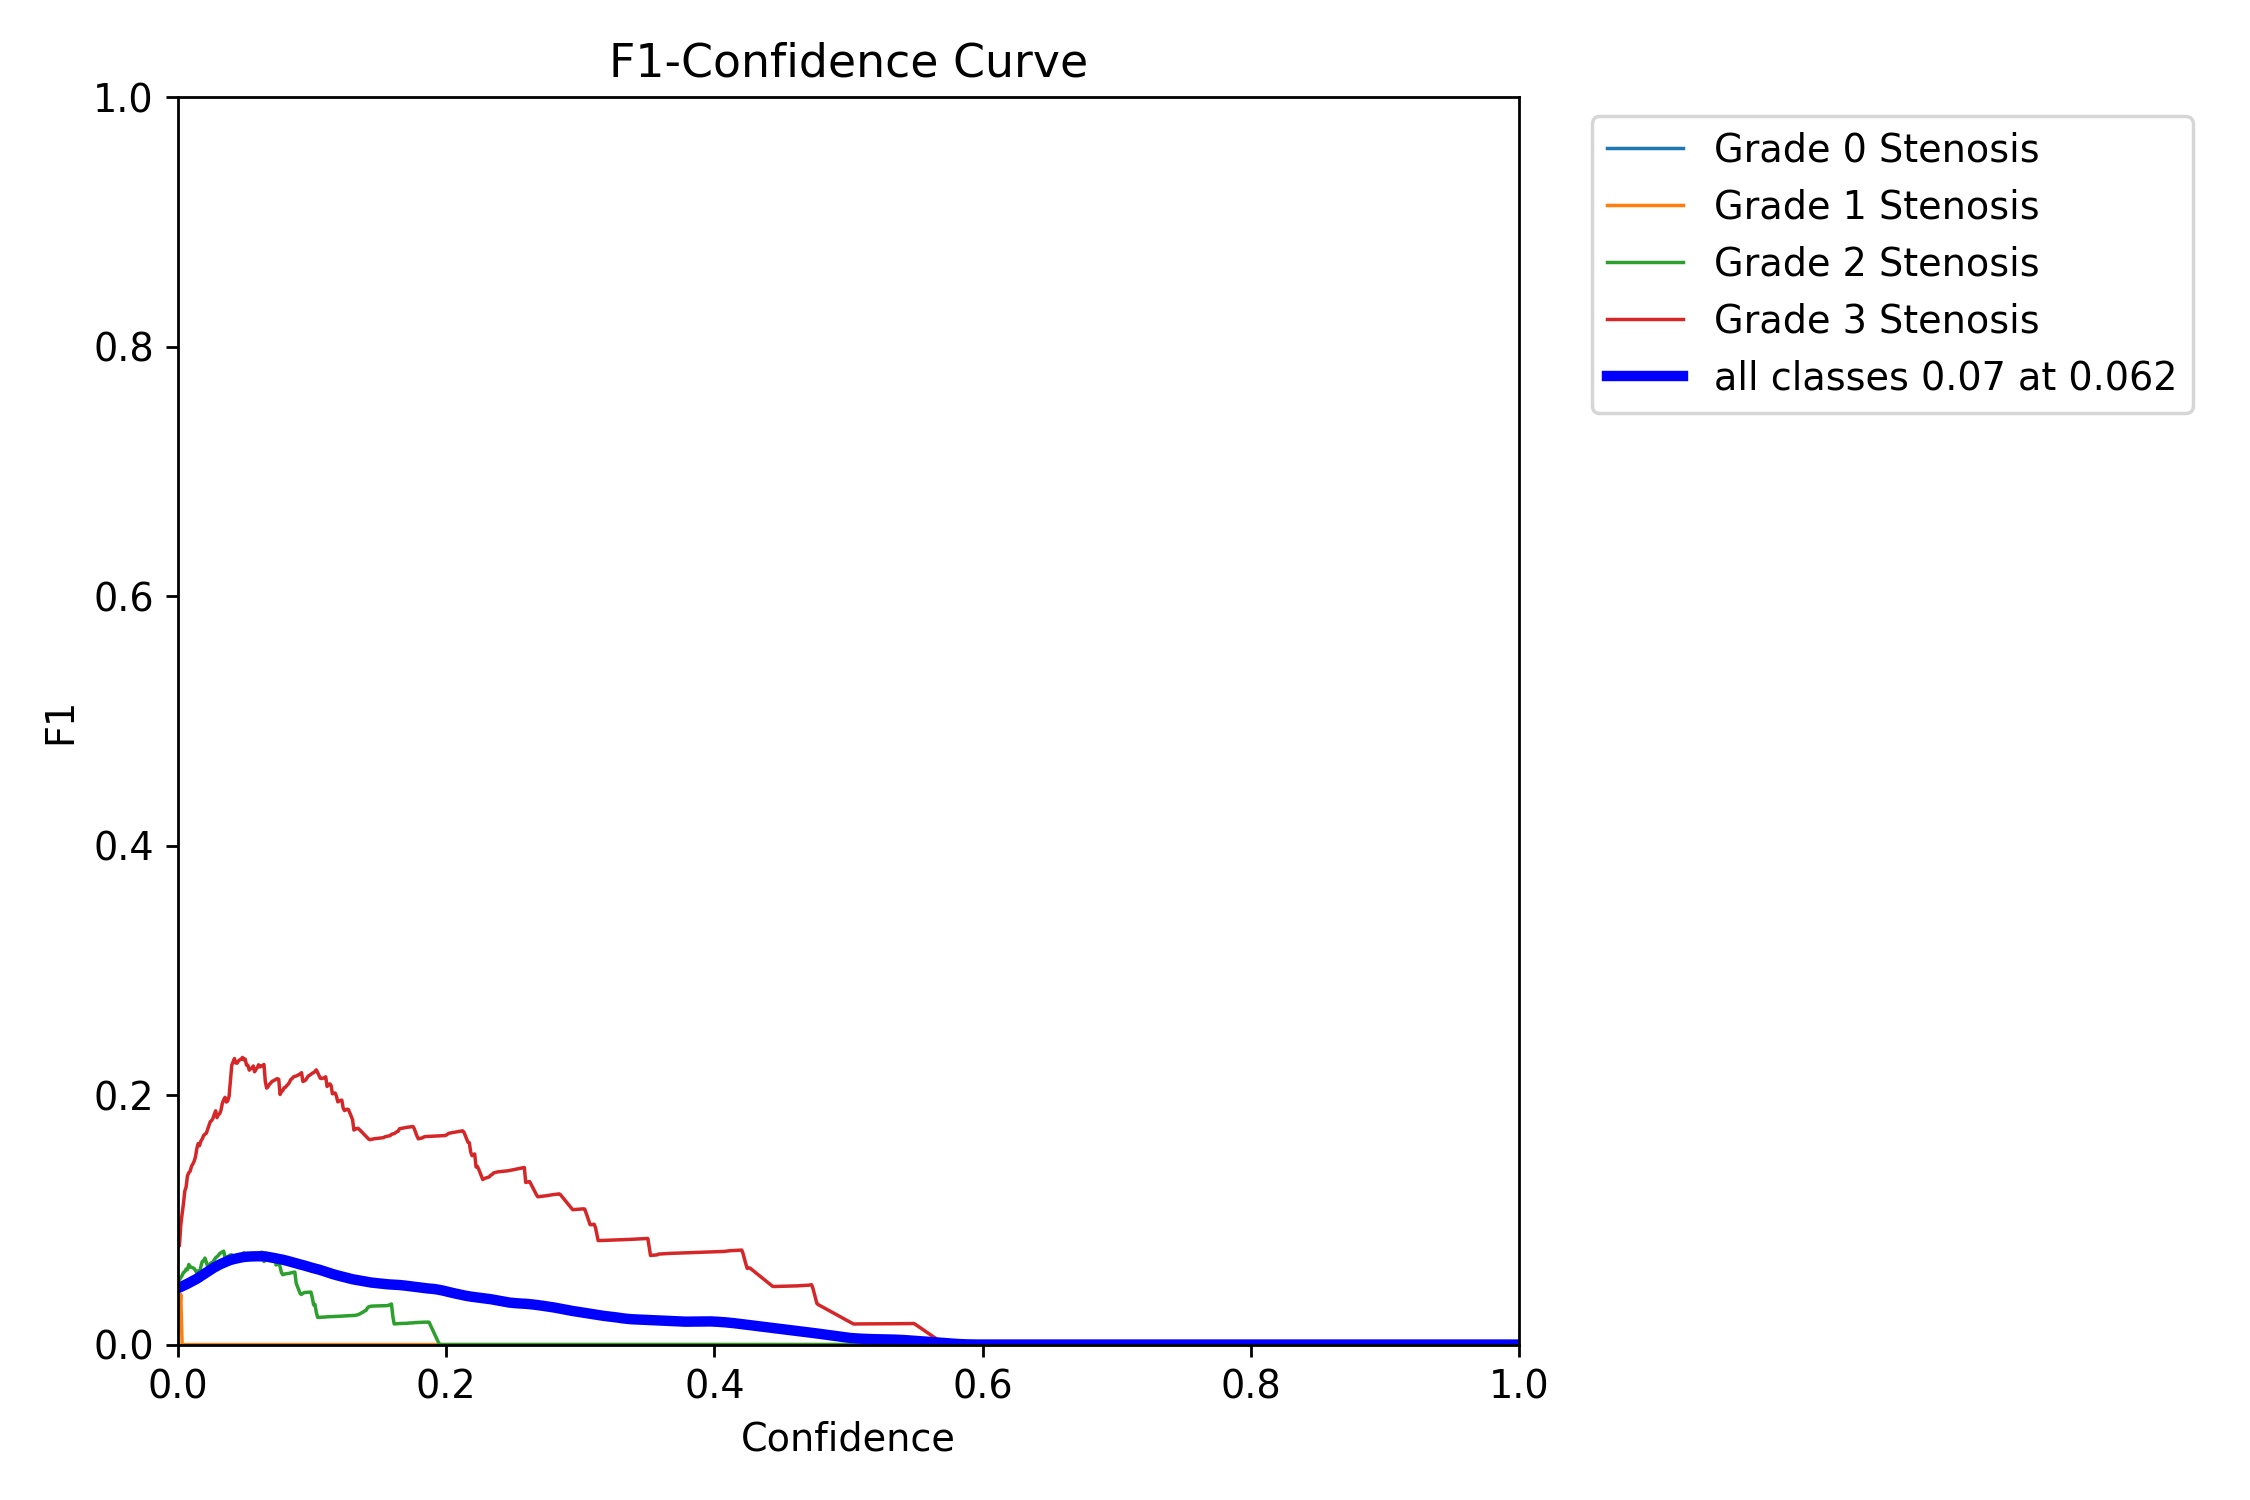 F1-Confidence Curve
1.0
0.8
0.6
0.4
0.2
0.0
F1
0.0 0.2 0.4 0.6 0.8 1.0
Confidence
Grade 0 Stenosis
Grade 1 Stenosis
Grade 2 Stenosis
Grade 3 Stenosis
all classes 0.07 at 0.062